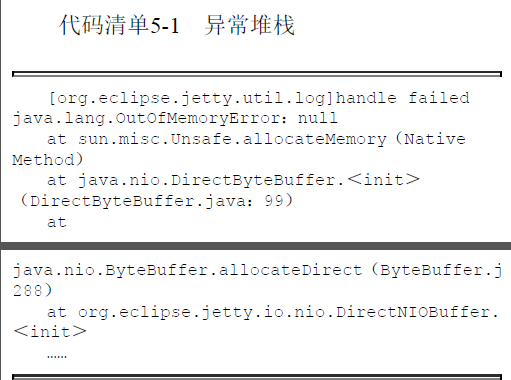 代码清单5-1 异常堆栈
[org.eclipse.jetty.util.log]handle failed
java.lang.OutOfMemoryError：null
at sun.misc.Unsafe.allocateMemory（Native
Method）
at java.nio.DirectByteBuffer.＜init＞
（DirectByteBuffer.java：99）
at
java.nio.ByteBuffer.allocateDirect（ByteBuffer.j
288）
at org.eclipse.jetty.io.nio.DirectNIOBuffer.
＜init＞
……